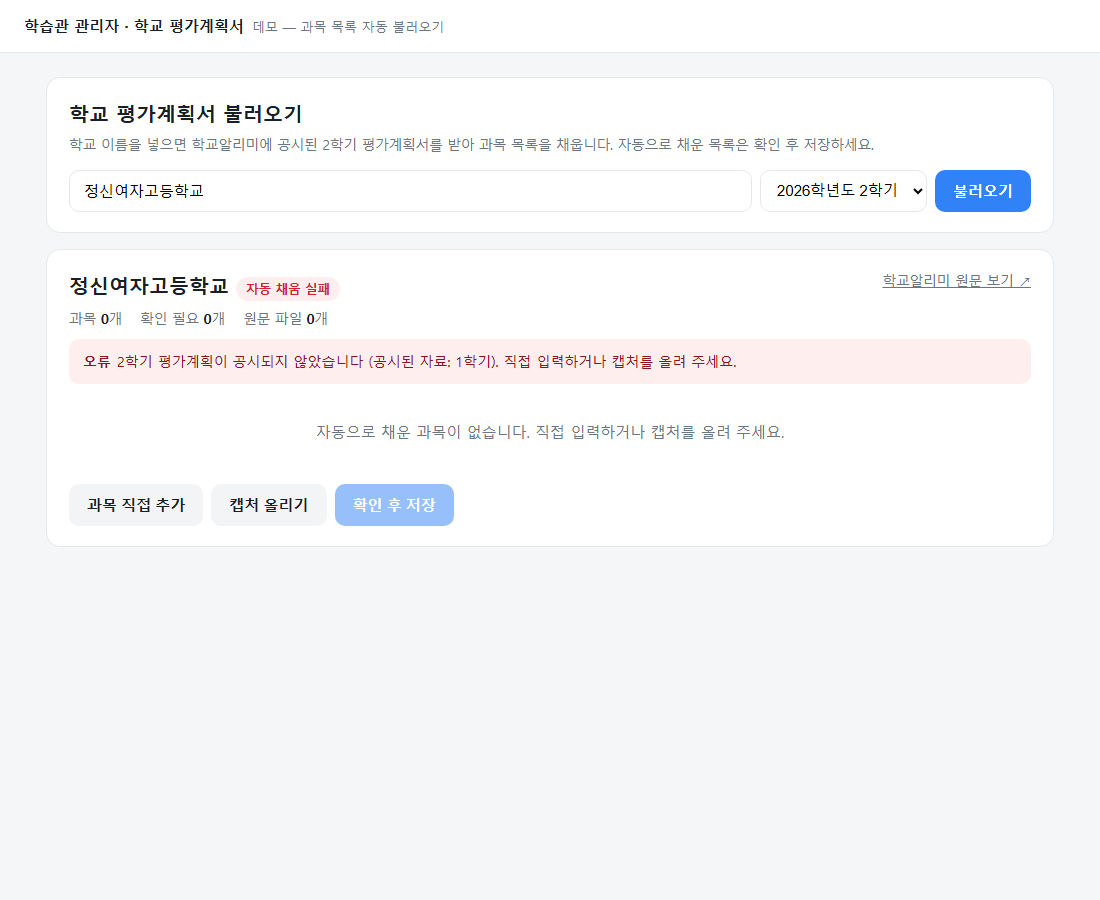 학습관 관리자 · 학교 평가계획서 데모 — 과목 목록 자동 불러오기
학교 평가계획서 불러오기
학교 이름을 넣으면 학교알리미에 공시된 2학기 평가계획서를 받아 과목 목록을 채웁니다. 자동으로 채운 목록은 확인 후 저장하세요.
정신여자고등학교 2026학년도 2학기 불러오기
정신여자고등학교 자동 채움 실패 학교알리미 원문 보기 ↗
과목 0개 확인 필요 0개 원문 파일 0개
오류 2학기 평가계획이 공시되지 않았습니다 (공시된 자료: 1학기). 직접 입력하거나 캡처를 올려 주세요.
자동으로 채운 과목이 없습니다. 직접 입력하거나 캡처를 올려 주세요.
과목 직접 추가 캡처 올리기 확인 후 저장